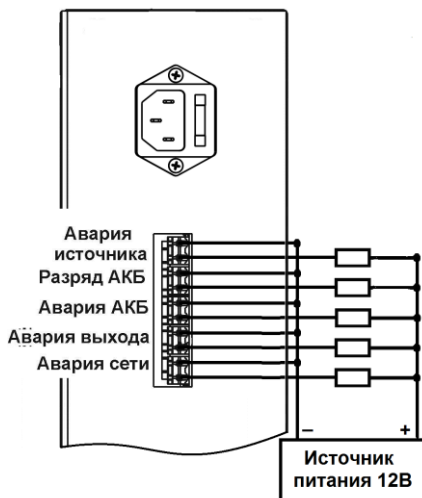 Авария
источника
Разряд АКБ
Авария АКБ
Авария выхода
Авария сети
– +
Источник
питания 12В